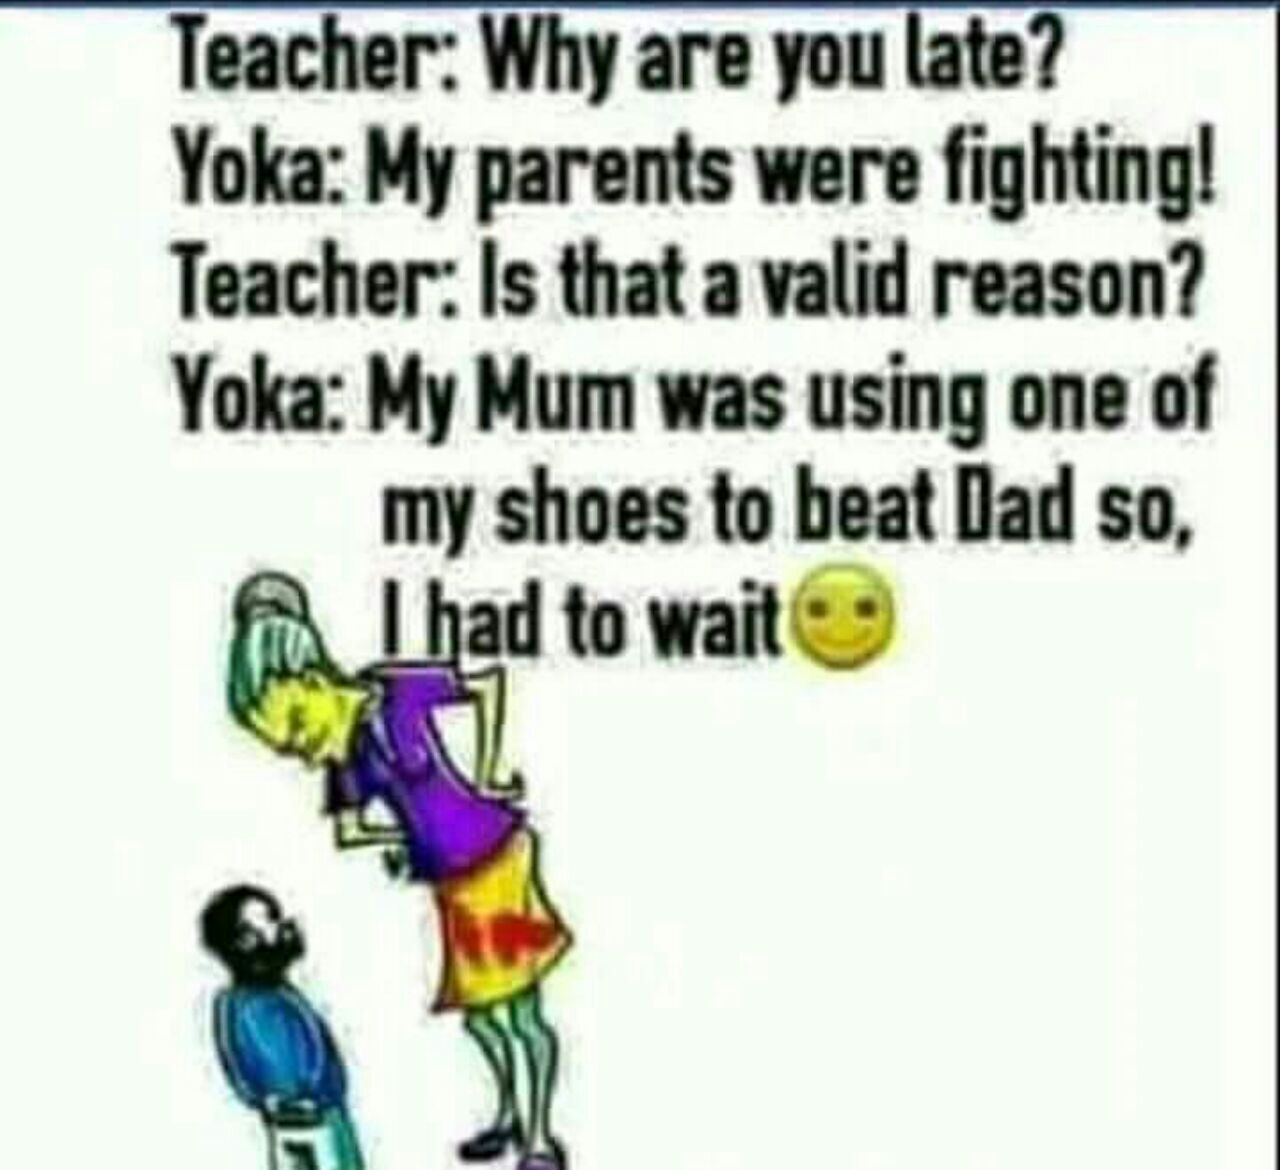 Teacher: Why are you late?
Yoka: My parents were fighting!
Teacher: Is that a valid reason?
Yoka: My Mum was using one of
my shoes to beat Dad so,
I had to wait